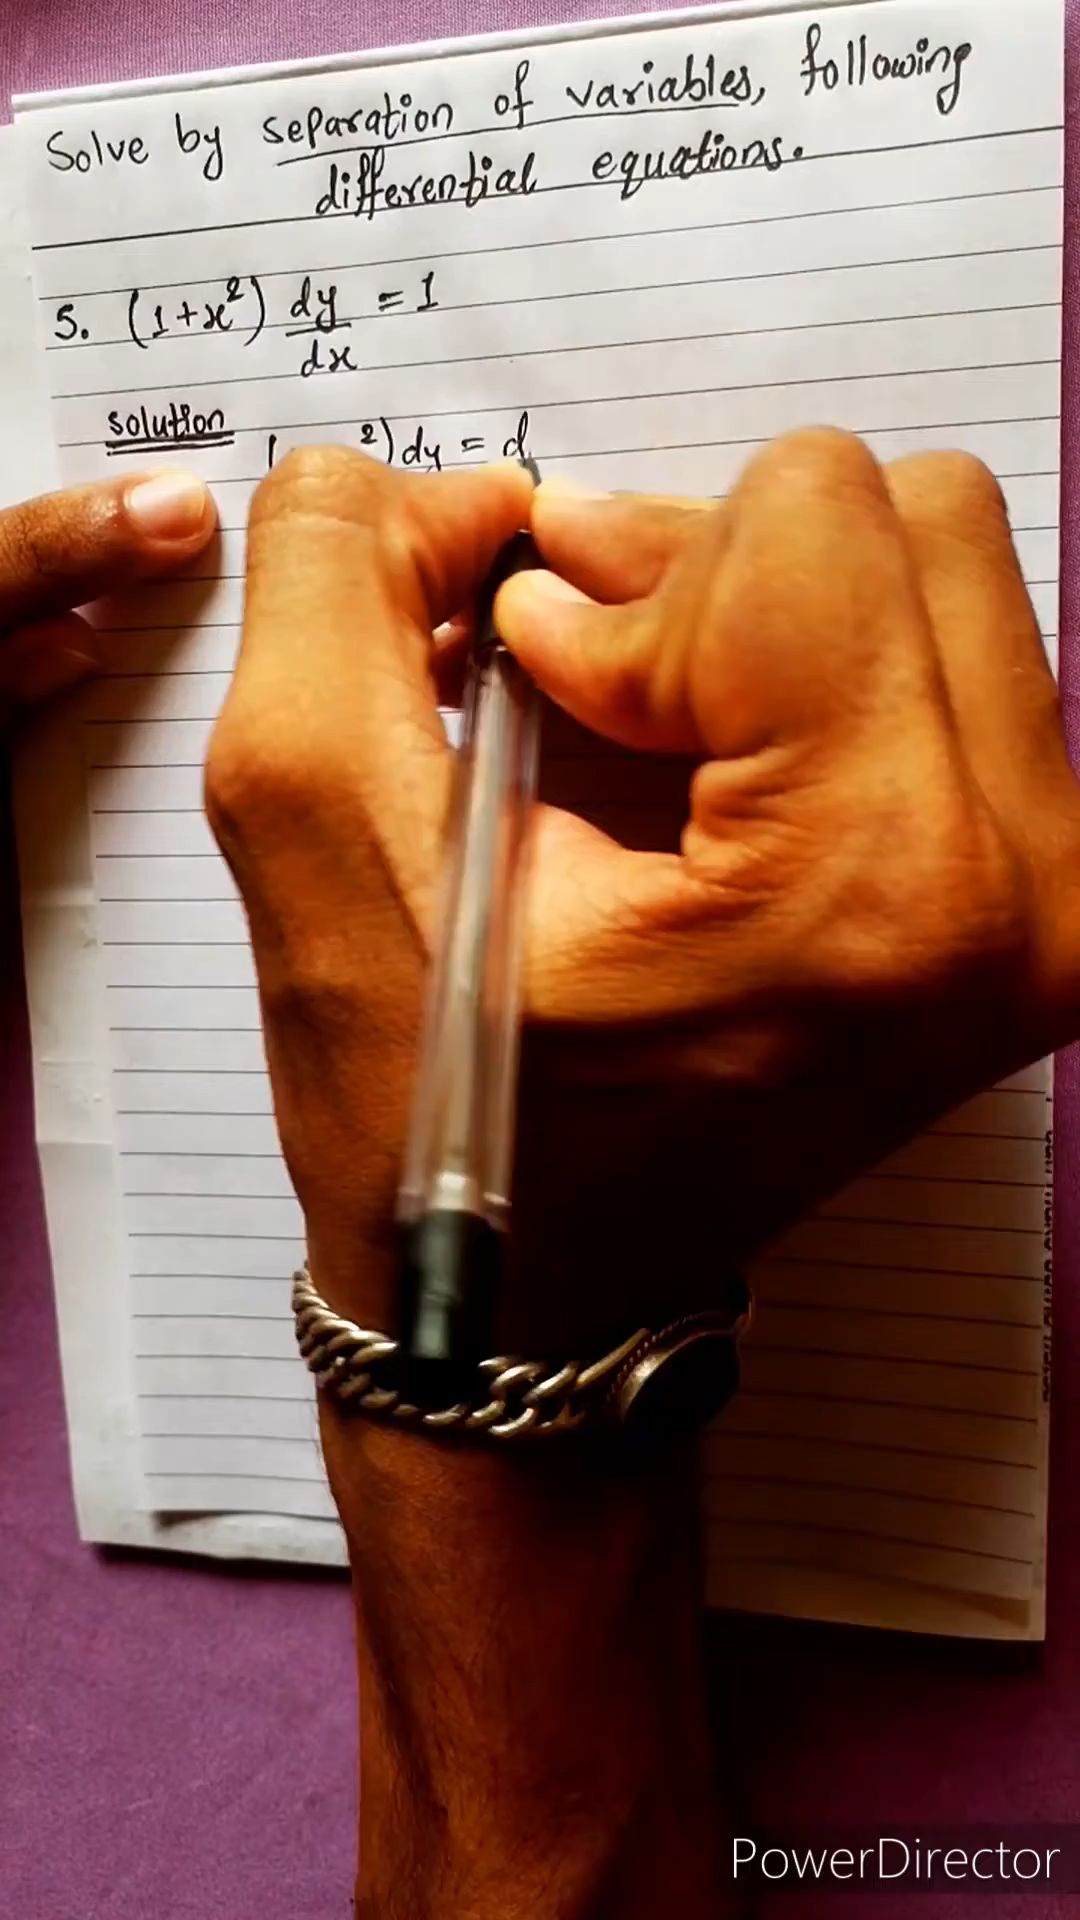 Solve by separation of variables, following
differential equations.
5. (1+x²) dy/dx = 1
solution
²) dy = d
PowerDirector